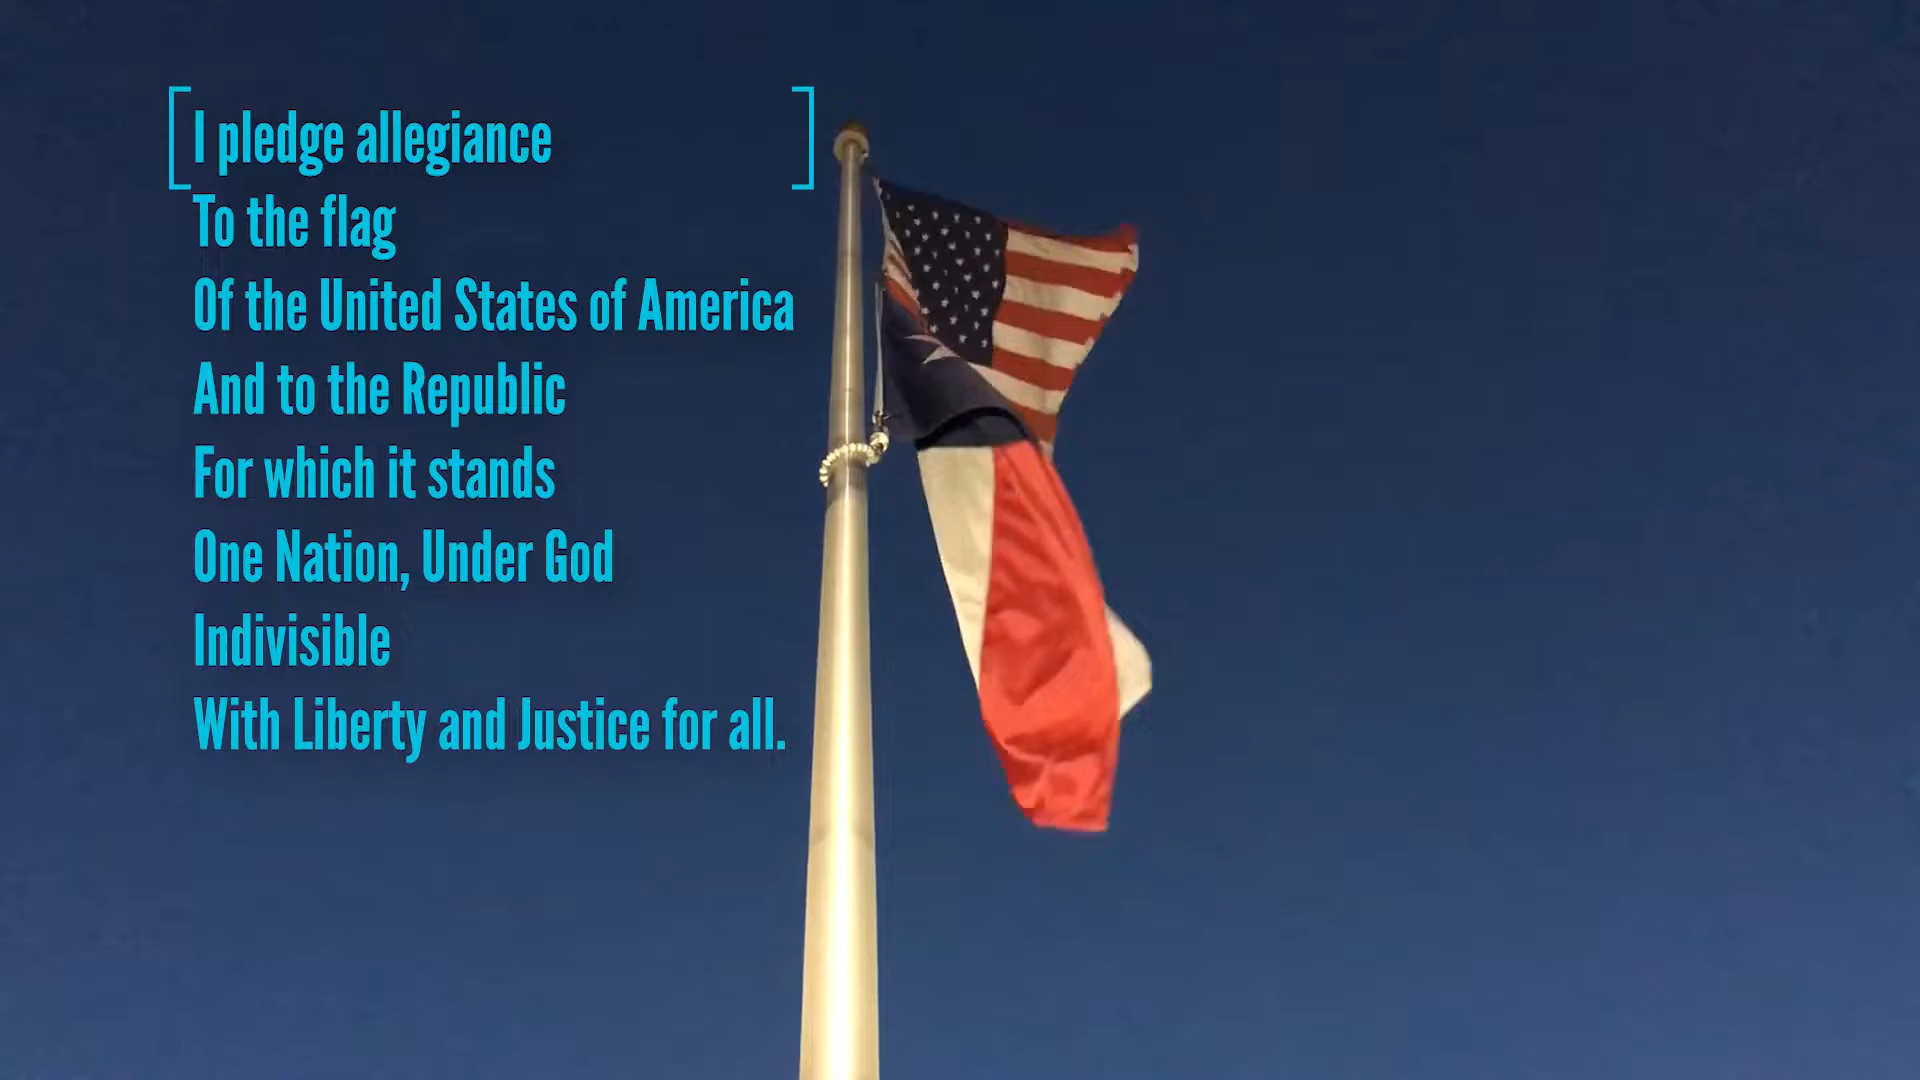 I pledge allegiance
To the flag
Of the United States of America
And to the Republic
For which it stands
One Nation, Under God
Indivisible
With Liberty and Justice for all.